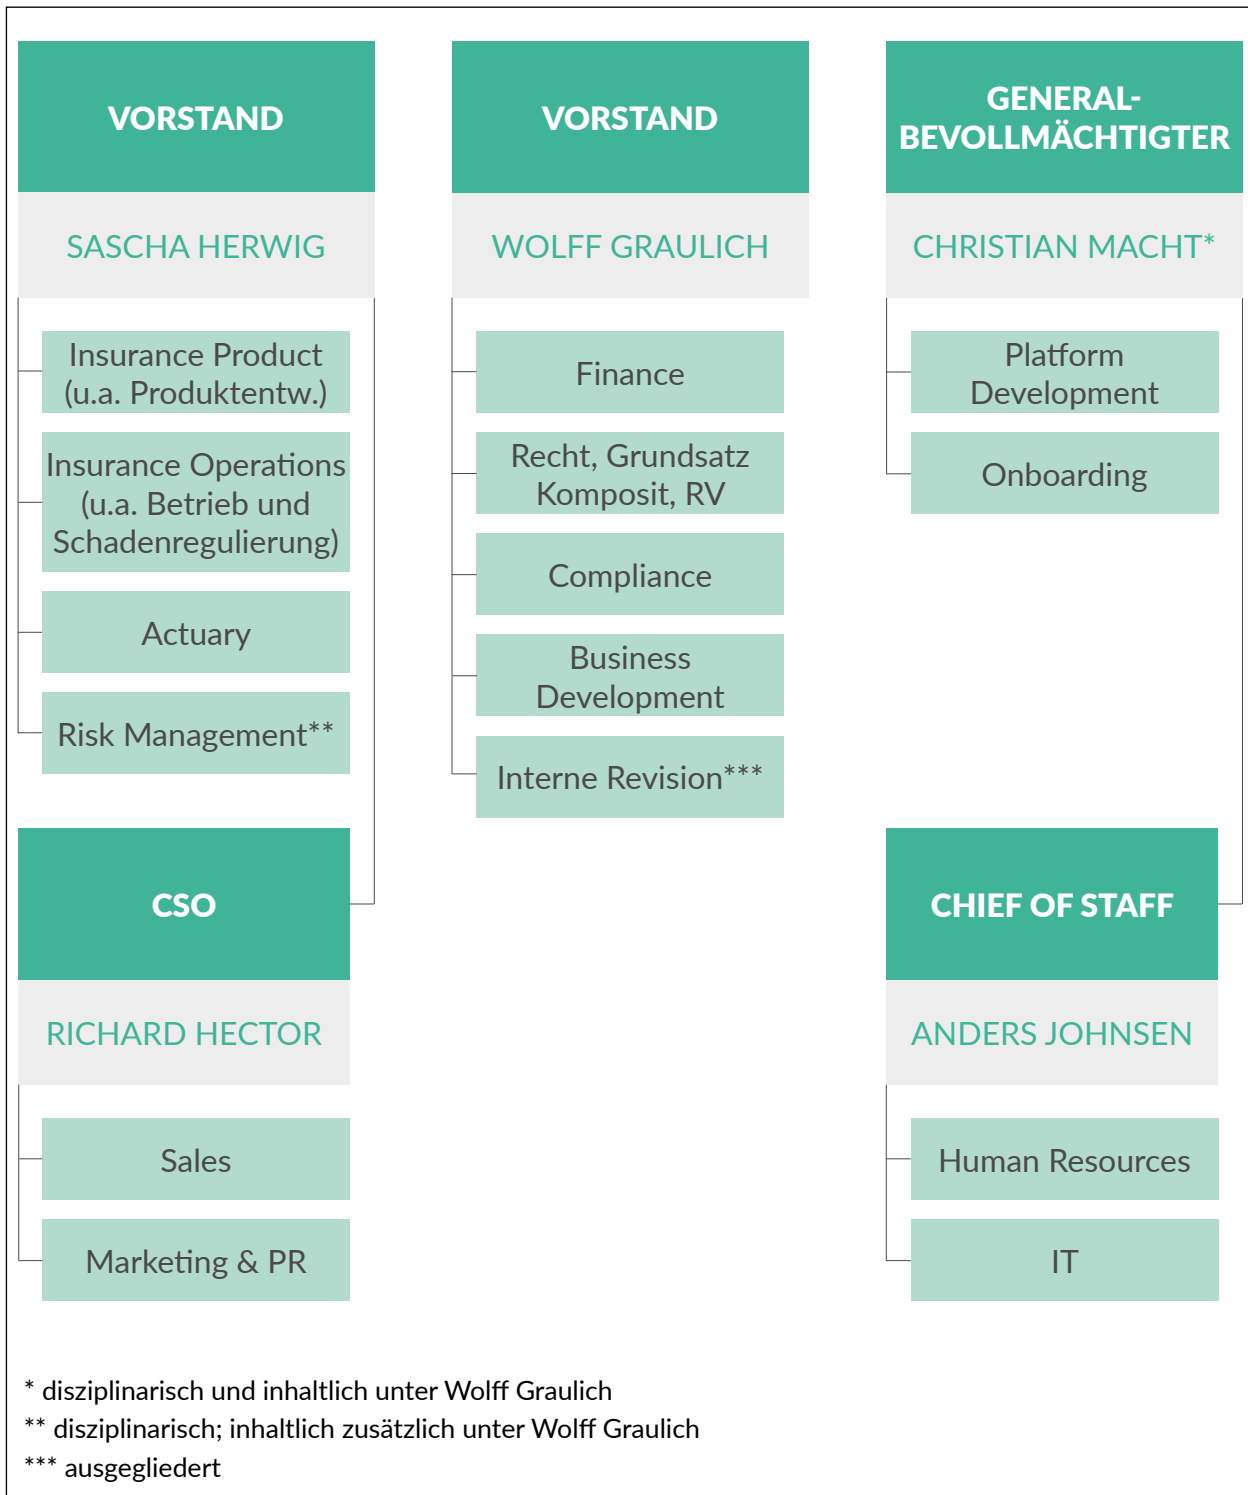 VORSTAND
SASCHA HERWIG
Insurance Product
(u.a. Produktentw.)
Insurance Operations
(u.a. Betrieb und
Schadenregulierung)
Actuary
Risk Management**
CSO
RICHARD HECTOR
Sales
Marketing & PR
VORSTAND
WOLFF GRAULICH
Finance
Recht, Grundsatz
Komposit, RV
Compliance
Business
Development
Interne Revision***
GENERAL-
BEVOLLMÄCHTIGTER
CHRISTIAN MACHT*
Platform
Development
Onboarding
CHIEF OF STAFF
ANDERS JOHNSEN
Human Resources
IT
* disziplinarisch und inhaltlich unter Wolff Graulich
** disziplinarisch; inhaltlich zusätzlich unter Wolff Graulich
*** ausgegliedert